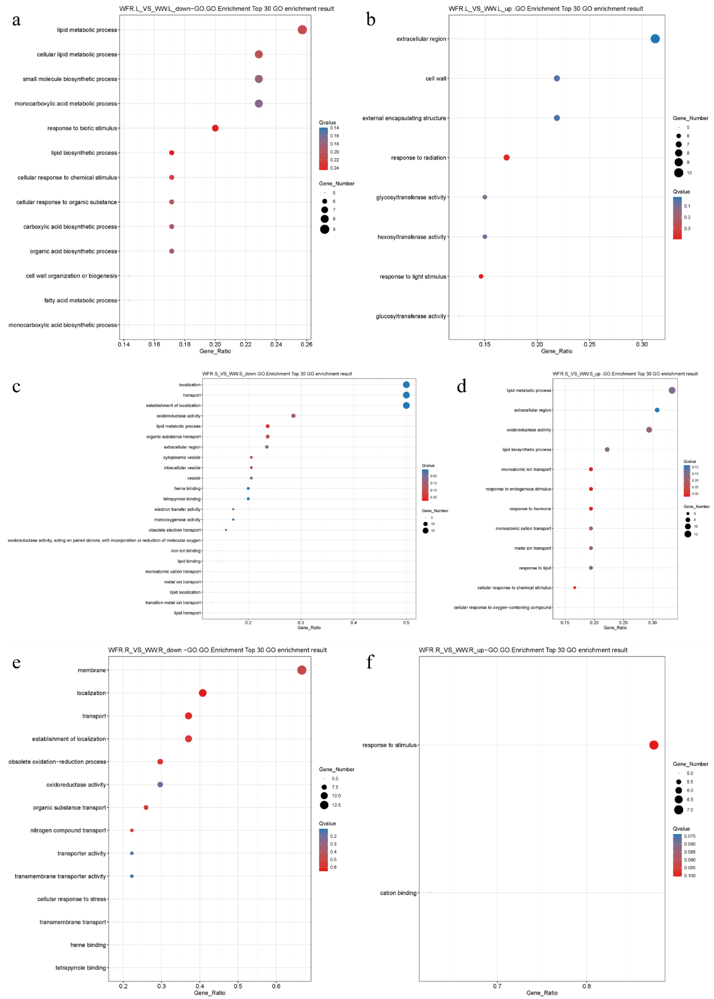 a
WFR.L_VS_WW.L_down−GO.GO.Enrichment Top 30 GO enrichment result
lipid metabolic process
cellular lipid metabolic process
small molecule biosynthetic process
monocarboxylic acid metabolic process
response to biotic stimulus
lipid biosynthetic process
cellular response to chemical stimulus
cellular response to organic substance
carboxylic acid biosynthetic process
organic acid biosynthetic process
cell wall organization or biogenesis
fatty acid metabolic process
monocarboxylic acid biosynthetic process
0.14 0.16 0.18 0.20 0.22 0.24 0.26
Gene_Ratio
Qvalue
0.14
0.16
0.18
0.20
0.22
0.24
Gene_Number
5
6
7
8
9
b
WFR.L_VS_WW.L_up .GO.Enrichment Top 30 GO enrichment result
extracellular region
cell wall
external encapsulating structure
response to radiation
glycosyltransferase activity
hexosyltransferase activity
response to light stimulus
glucosyltransferase activity
0.15 0.20 0.25 0.30
Gene_Ratio
Gene_Number
5
6
7
8
9
10
Qvalue
0.1
0.2
0.3
c
WFR.S_VS_WW.S_down.GO.Enrichment Top 30 GO enrichment result
localization
transport
establishment of localization
oxidoreductase activity
lipid metabolic process
organic substance transport
extracellular region
cytoplasmic vesicle
intracellular vesicle
vesicle
heme binding
tetrapyrrole binding
electron transfer activity
monooxygenase activity
obsolete electron transport
oxidoreductase activity, acting on paired donors, with incorporation or reduction of molecular oxygen
iron ion binding
lipid binding
monoatomic cation transport
metal ion transport
lipid localization
transition metal ion transport
lipid transport
0.2 0.3 0.4 0.5
Gene_Ratio
Qvalue
0.05
0.10
0.15
0.20
Gene_Number
5
10
15
d
WFR.S_VS_WW.S_up .GO.Enrichment Top 30 GO enrichment result
lipid metabolic process
extracellular region
oxidoreductase activity
lipid biosynthetic process
monoatomic ion transport
response to endogenous stimulus
response to hormone
monoatomic cation transport
metal ion transport
response to lipid
cellular response to chemical stimulus
cellular response to oxygen−containing compound
0.15 0.20 0.25 0.30
Gene_Ratio
Qvalue
0.10
0.15
0.20
0.25
0.30
Gene_Number
6
8
10
12
e
WFR.R_VS_WW.R_down −GO.GO.Enrichment Top 30 GO enrichment result
membrane
localization
transport
establishment of localization
obsolete oxidation−reduction process
oxidoreductase activity
organic substance transport
nitrogen compound transport
transporter activity
transmembrane transporter activity
cellular response to stress
transmembrane transport
heme binding
tetrapyrrole binding
0.2 0.3 0.4 0.5 0.6
Gene_Ratio
Gene_Number
5.0
7.5
10.0
12.5
Qvalue
0.2
0.3
0.4
0.5
0.6
f
WFR.R_VS_WW.R_up−GO.GO.Enrichment Top 30 GO enrichment result
response to stimulus
cation binding
0.7 0.8
Gene_Ratio
Gene_Number
5.0
5.5
6.0
6.5
7.0
Qvalue
0.075
0.080
0.085
0.090
0.095
0.100